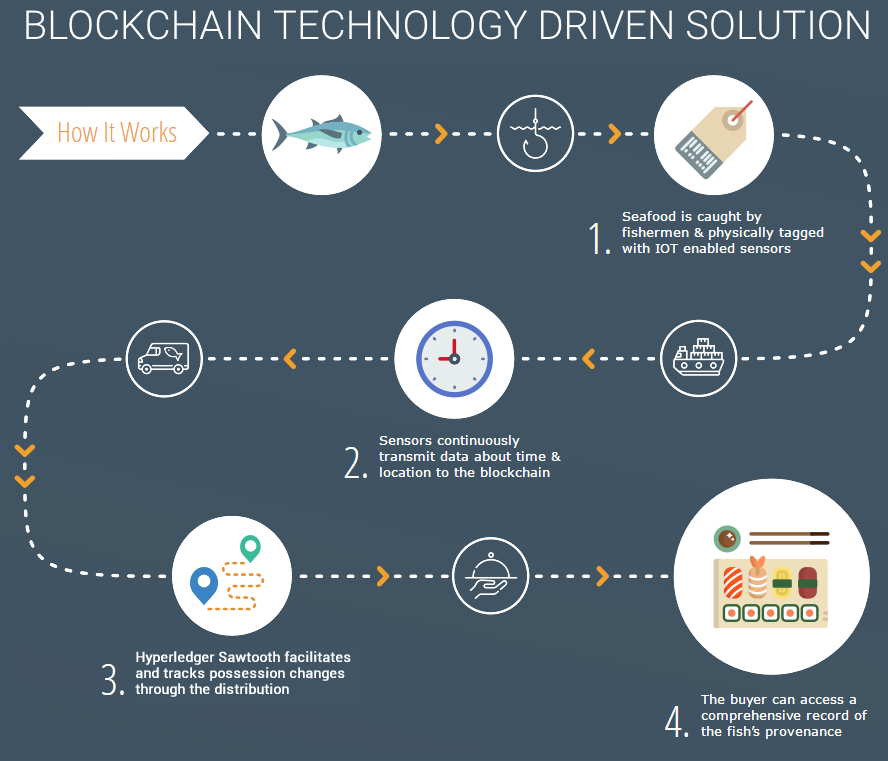 BLOCKCHAIN TECHNOLOGY DRIVEN SOLUTION
How It Works
1.
Seafood is caught by
fishermen & physically tagged
with IOT enabled sensors
2.
Sensors continuously
transmit data about time &
location to the blockchain
3.
Hyperledger Sawtooth facilitates
and tracks possession changes
through the distribution
4.
The buyer can access a
comprehensive record of
the fish's provenance